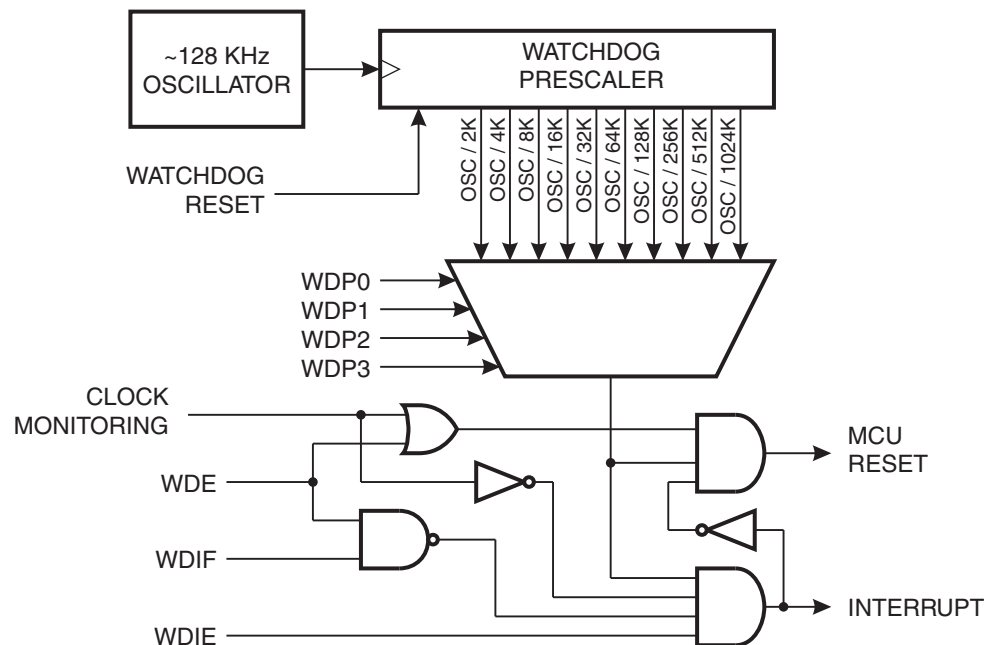 ~128 KHz
OSCILLATOR
WATCHDOG
PRESCALER
WATCHDOG
RESET
OSC / 2K
OSC / 4K
OSC / 8K
OSC / 16K
OSC / 32K
OSC / 64K
OSC / 128K
OSC / 256K
OSC / 512K
OSC / 1024K
WDP0
WDP1
WDP2
WDP3
CLOCK
MONITORING
MCU
RESET
WDE
WDIF
INTERRUPT
WDIE